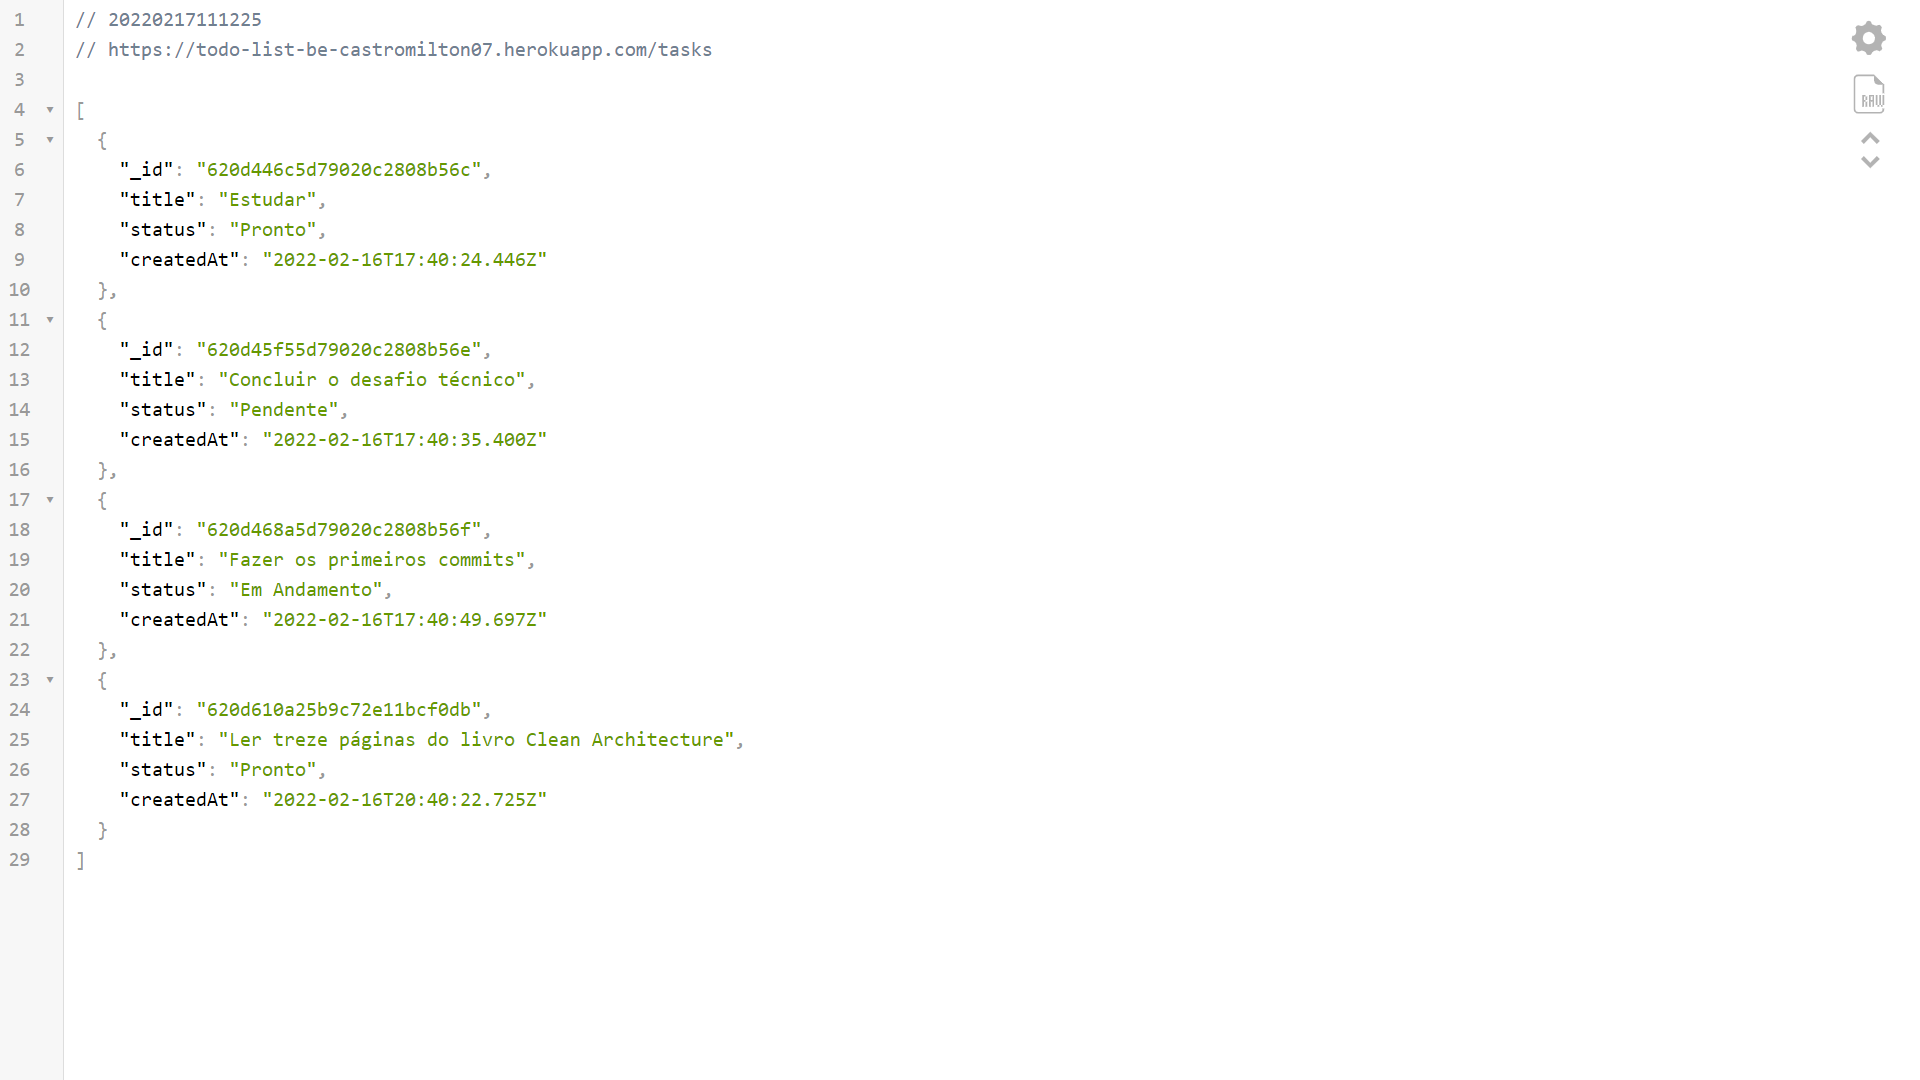 1 // 20220217111225
2 // https://todo-list-be-castromilton07.herokuapp.com/tasks
3
4 [
5 {
6 "_id": "620d446c5d79020c2808b56c",
7 "title": "Estudar",
8 "status": "Pronto",
9 "createdAt": "2022-02-16T17:40:24.446Z"
10 },
11 {
12 "_id": "620d45f55d79020c2808b56e",
13 "title": "Concluir o desafio técnico",
14 "status": "Pendente",
15 "createdAt": "2022-02-16T17:40:35.400Z"
16 },
17 {
18 "_id": "620d468a5d79020c2808b56f",
19 "title": "Fazer os primeiros commits",
20 "status": "Em Andamento",
21 "createdAt": "2022-02-16T17:40:49.697Z"
22 },
23 {
24 "_id": "620d610a25b9c72e11bcf0db",
25 "title": "Ler treze páginas do livro Clean Architecture",
26 "status": "Pronto",
27 "createdAt": "2022-02-16T20:40:22.725Z"
28 }
29 ]
RAW